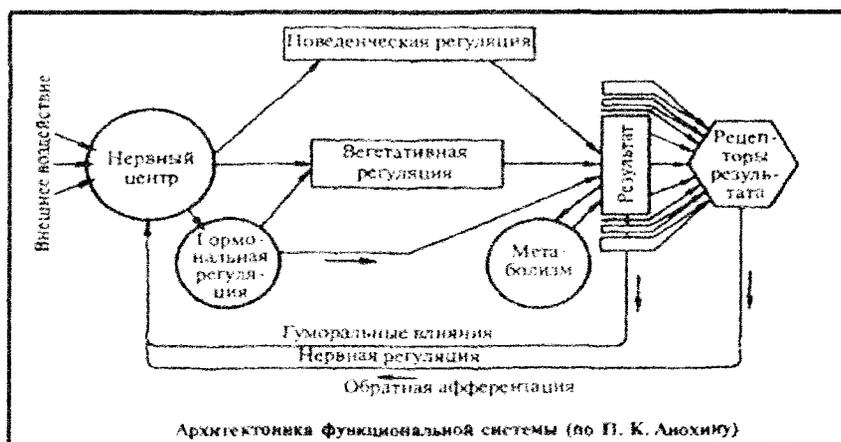 Поведенческая регуляция
Внешнее воздействие
Нервный
центр
Вегетативная
регуляция
Результат
Рецеп-
торы
резуль-
тата
Гормо-
нальная
регуля-
ция
Мета-
болизм
Гуморальные влияния
Нервная регуляция
Обратная афферентация
Архитектоника функциональной системы (по П. К. Анохину)